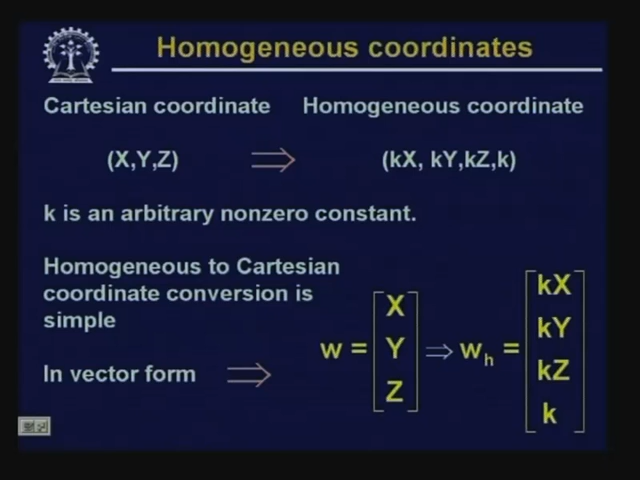 Homogeneous coordinates
Cartesian coordinate Homogeneous coordinate
(X,Y,Z) ⇒ (kX, kY,kZ,k)
k is an arbitrary nonzero constant.
Homogeneous to Cartesian
coordinate conversion is
simple
In vector form ⇒
w = [X Y Z] ⇒ wh = [kX kY kZ k]